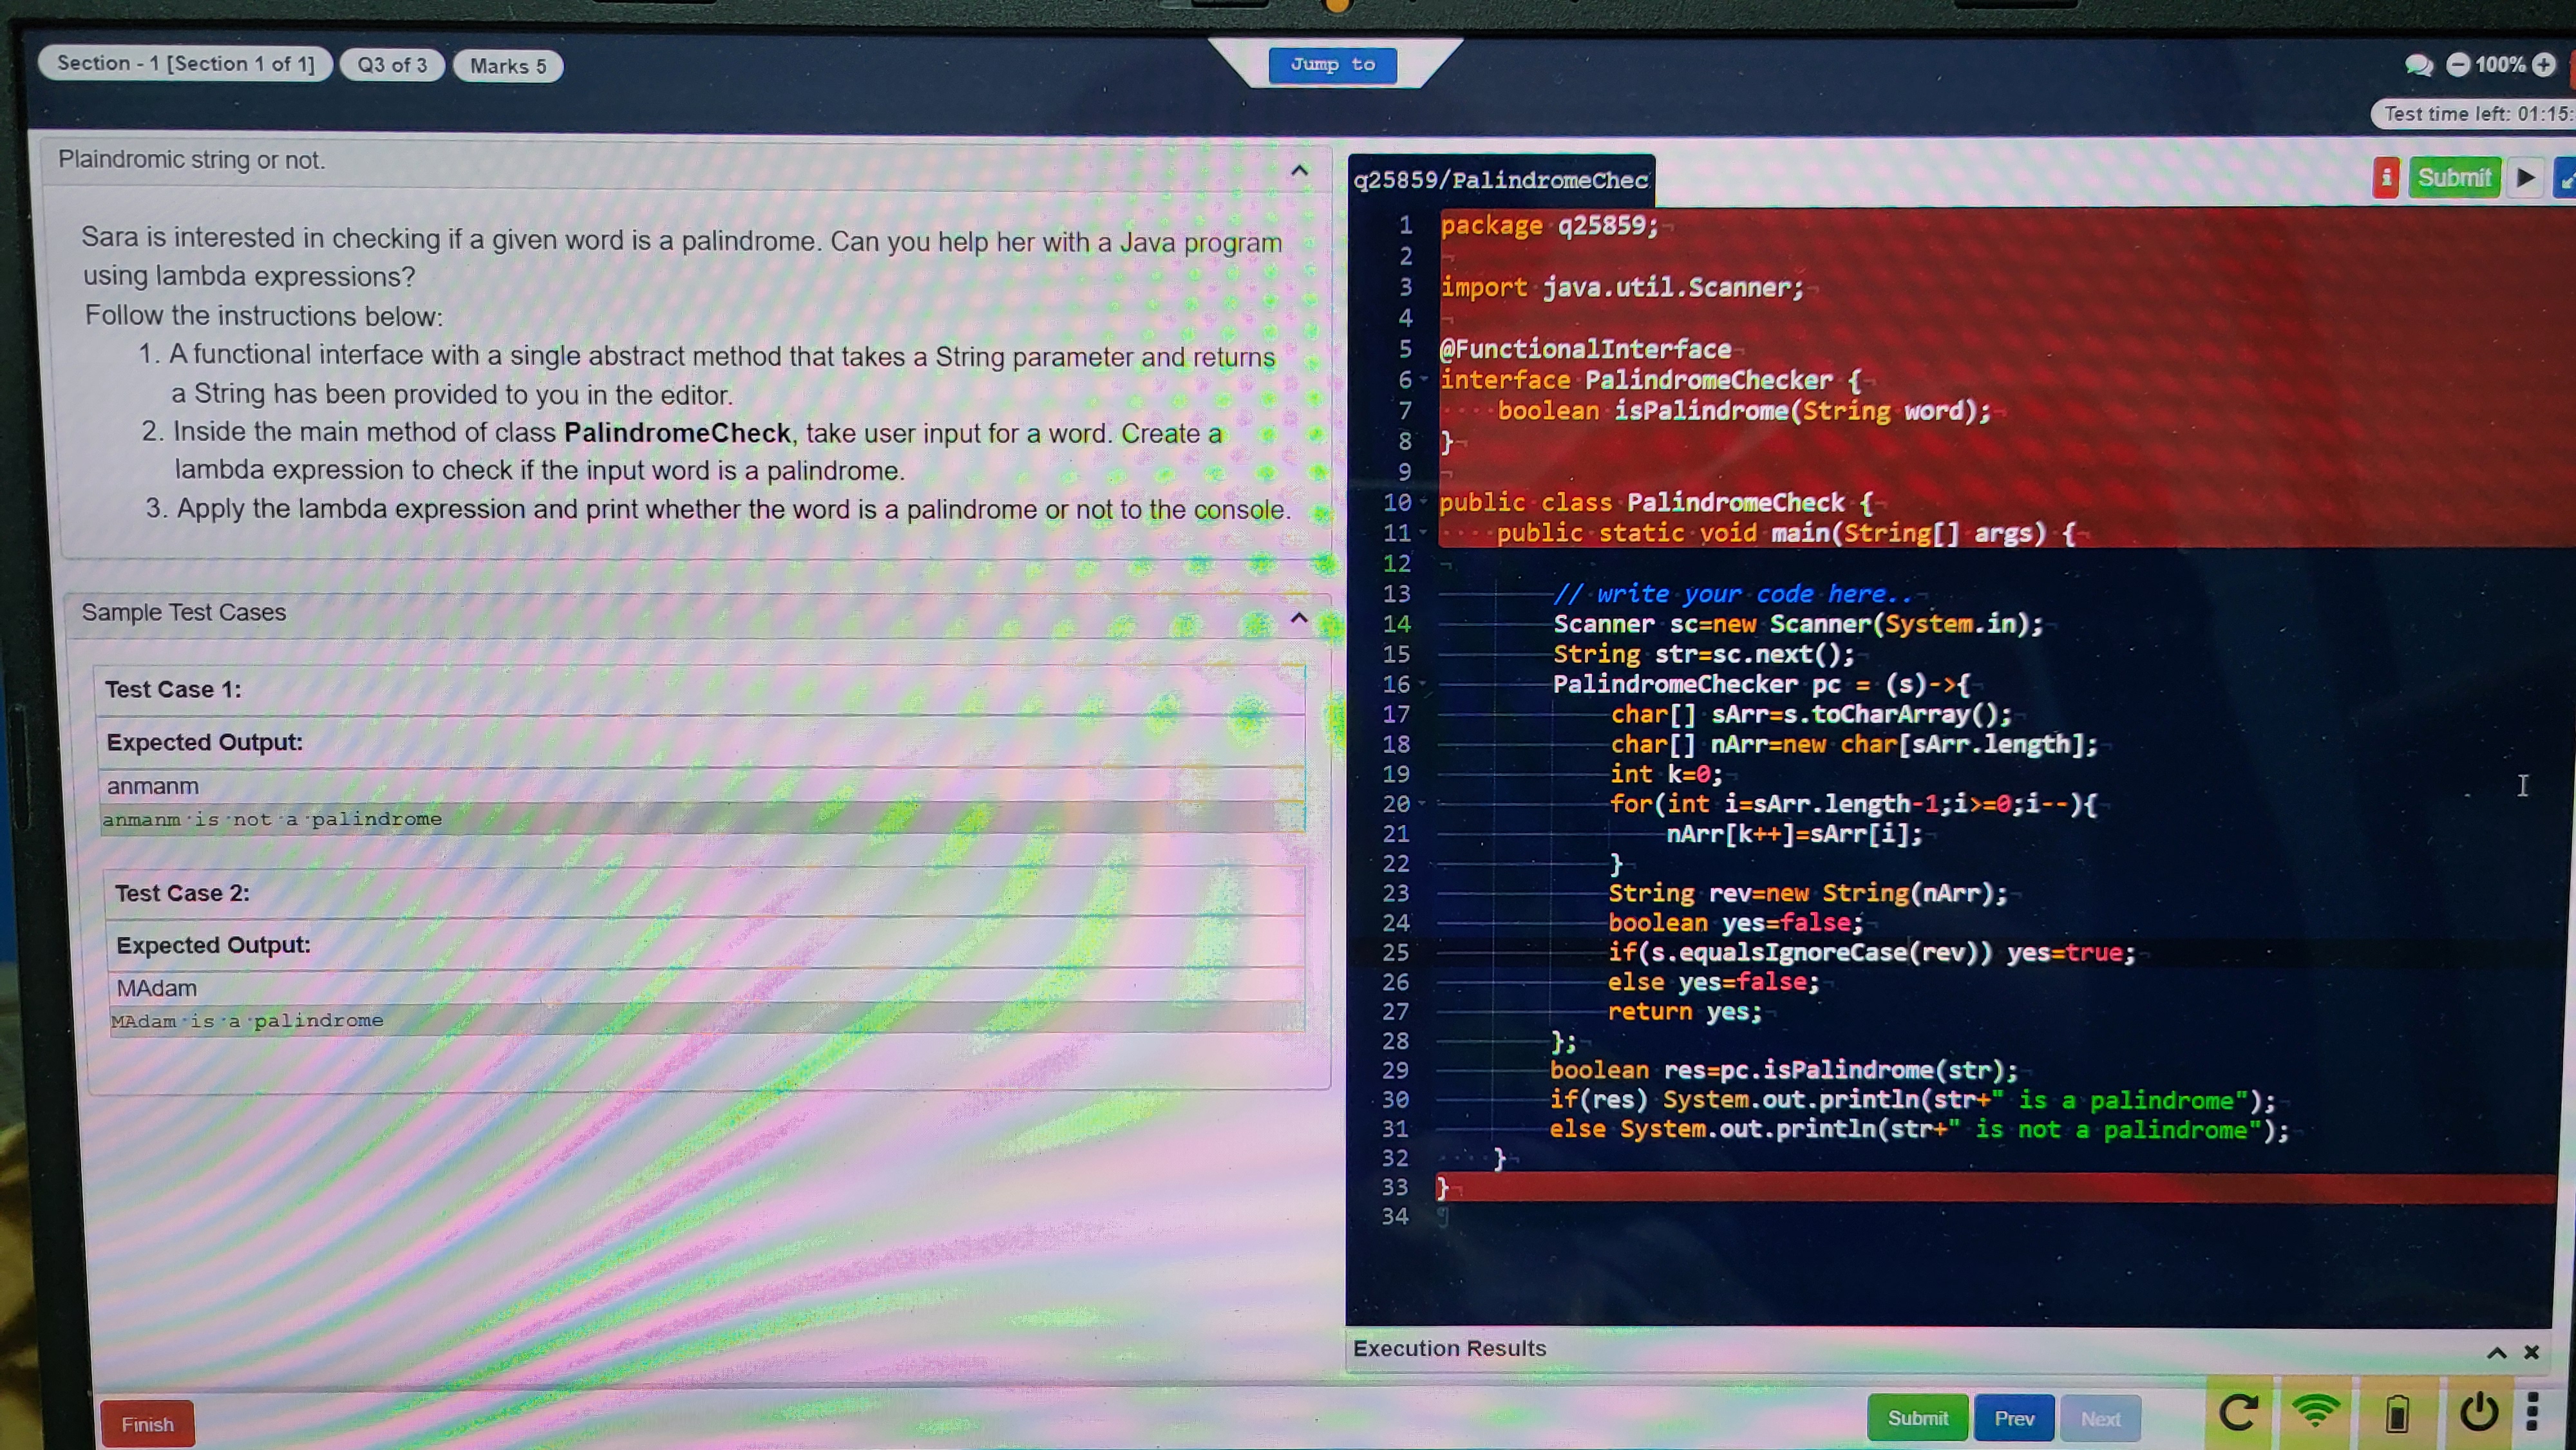 Section - 1 [Section 1 of 1] Q3 of 3 Marks 5
Jump to
100%
Test time left: 01:15:
Plaindromic string or not.
Sara is interested in checking if a given word is a palindrome. Can you help her with a Java program
using lambda expressions?
Follow the instructions below:
1. A functional interface with a single abstract method that takes a String parameter and returns
a String has been provided to you in the editor.
2. Inside the main method of class PalindromeCheck, take user input for a word. Create a
lambda expression to check if the input word is a palindrome.
3. Apply the lambda expression and print whether the word is a palindrome or not to the console.
Sample Test Cases
Test Case 1:
Expected Output:
anmanm
anmanm is not a palindrome
Test Case 2:
Expected Output:
MAdam
MAdam is a palindrome
q25859/PalindromeChec
i Submit
1 package q25859;
2
3 import java.util.Scanner;
4
5 @FunctionalInterface
6 interface PalindromeChecker {
7 boolean isPalindrome(String word);
8 }
9
10 public class PalindromeCheck {
11 public static void main(String[] args) {
12
13 // write your code here..
14 Scanner sc=new Scanner(System.in);
15 String str=sc.next();
16 PalindromeChecker pc = (s)->{
17 char[] sArr=s.toCharArray();
18 char[] nArr=new char[sArr.length];
19 int k=0;
20 for(int i=sArr.length-1;i>=0;i--){
21 nArr[k++]=sArr[i];
22 }
23 String rev=new String(nArr);
24 boolean yes=false;
25 if(s.equalsIgnoreCase(rev)) yes=true;
26 else yes=false;
27 return yes;
28 };
29 boolean res=pc.isPalindrome(str);
30 if(res) System.out.println(str+" is a palindrome");
31 else System.out.println(str+" is not a palindrome");
32 }
33 }
34
Execution Results
Finish
Submit Prev Next